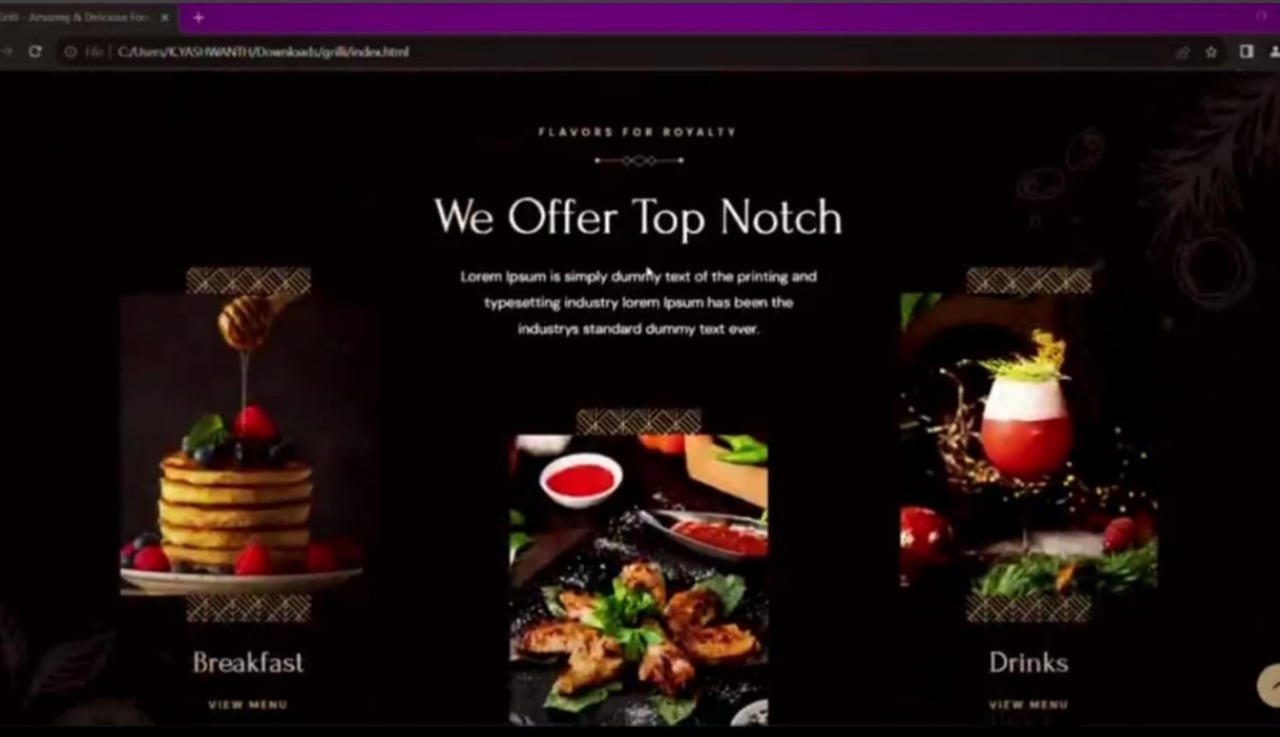 Grilli - Amazing & Delicious Foo
File C:/Users/K.YASHWANTH/Downloads/grilli/index.html
FLAVORS FOR ROYALTY
We Offer Top Notch
Lorem Ipsum is simply dummy text of the printing and
typesetting industry lorem Ipsum has been the
industrys standard dummy text ever.
Breakfast
VIEW MENU
Drinks
VIEW MENU